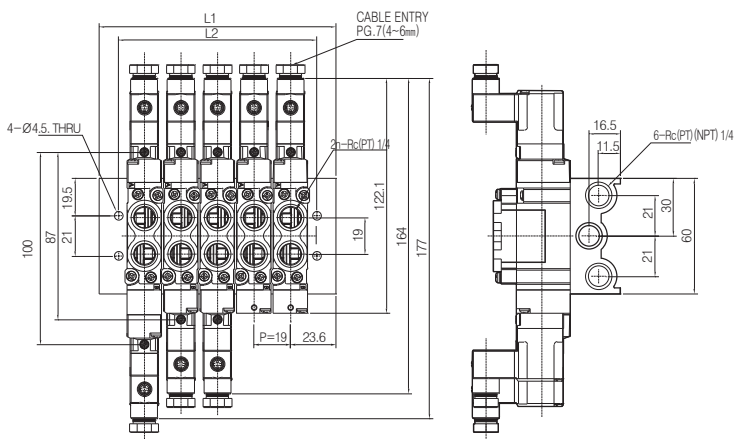 L1
L2
CABLE ENTRY
PG.7(4~6mm)
4-Ø4.5. THRU
2n-Rc(PT) 1/4
19.5
21
87
100
19
122.1
164
177
P=19
23.6
16.5
11.5
6-Rc(PT)(NPT) 1/4
21
21
30
60